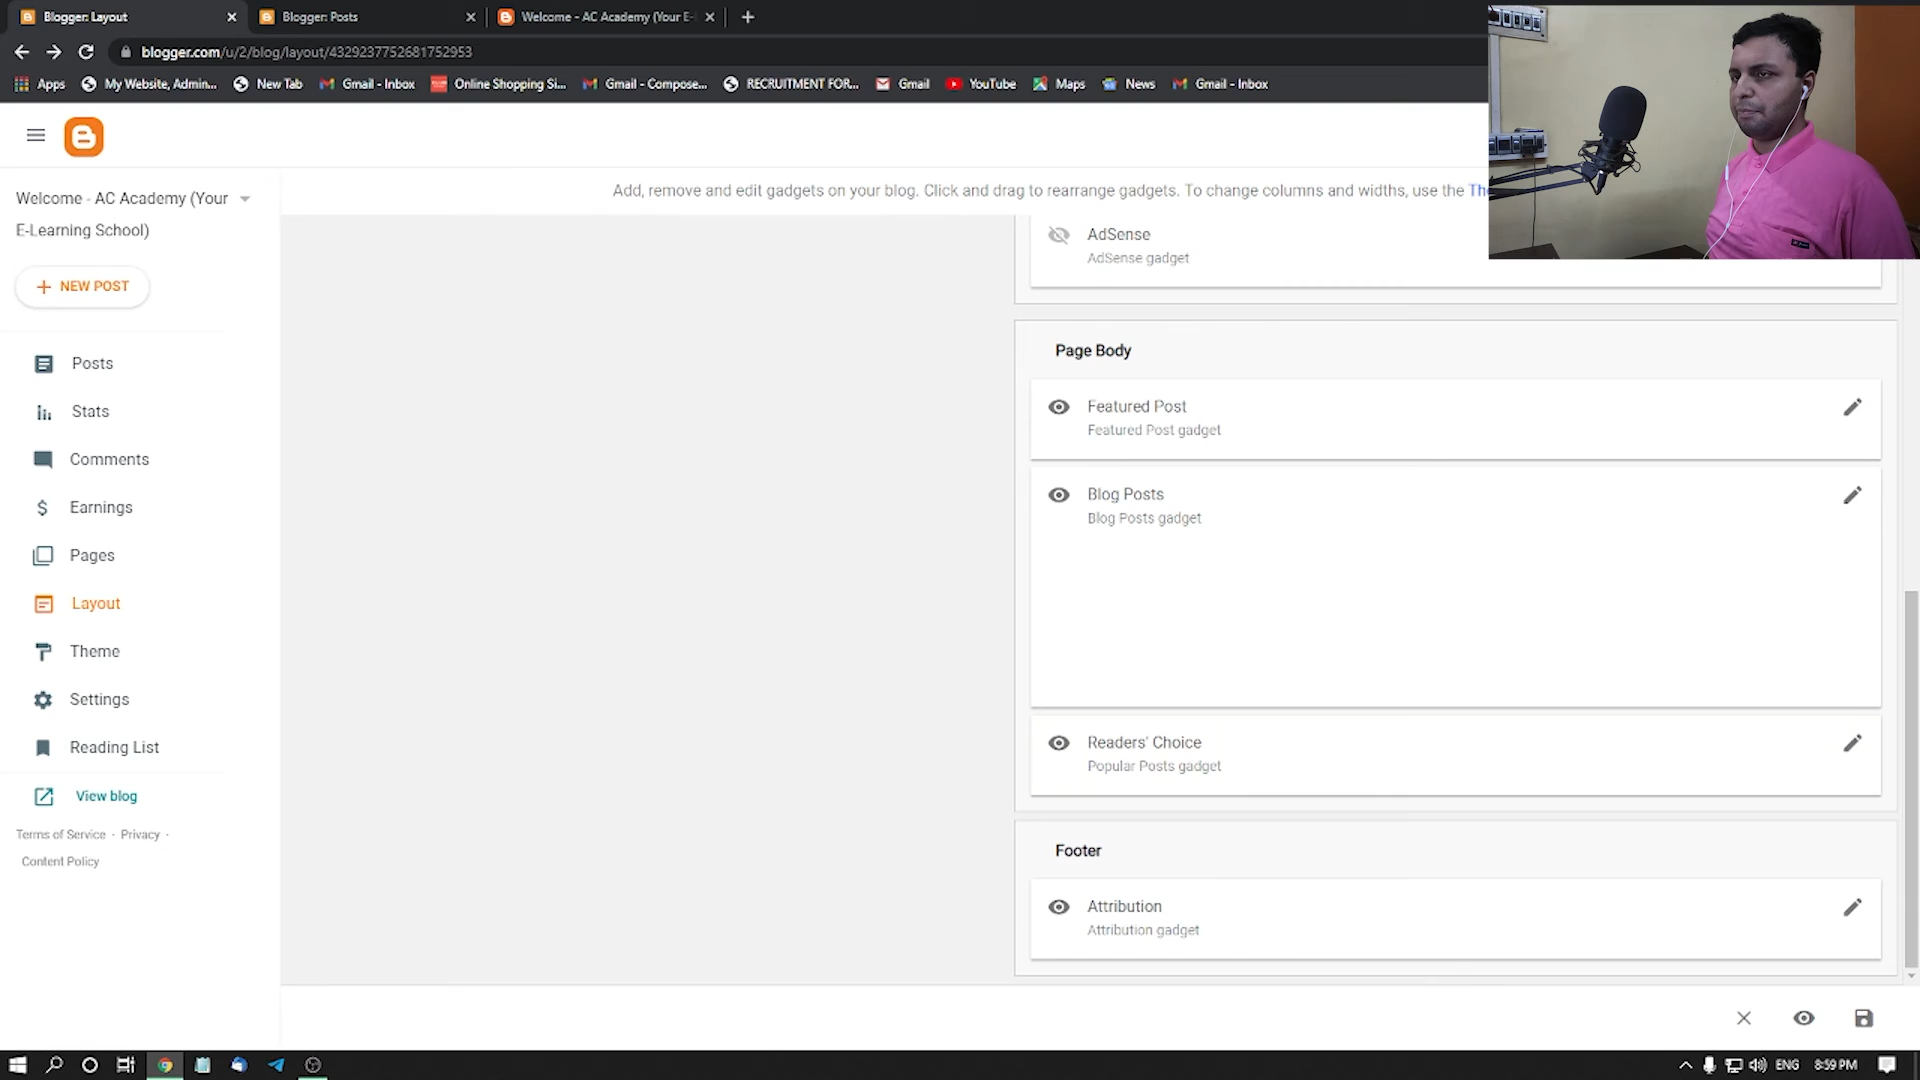 Blogger: Layout
Blogger: Posts
Welcome - AC Academy (Your E-
blogger.com/u/2/blog/layout/4329237752681752953
Apps
My Website, Admin...
New Tab
Gmail - Inbox
Online Shopping Si...
Gmail - Compose...
RECRUITMENT FOR...
Gmail
YouTube
Maps
News
Gmail - Inbox
Welcome - AC Academy (Your
E-Learning School)
NEW POST
Posts
Stats
Comments
Earnings
Pages
Layout
Theme
Settings
Reading List
View blog
Terms of Service · Privacy ·
Content Policy
Add, remove and edit gadgets on your blog. Click and drag to rearrange gadgets. To change columns and widths, use the Th
AdSense
AdSense gadget
Page Body
Featured Post
Featured Post gadget
Blog Posts
Blog Posts gadget
Readers' Choice
Popular Posts gadget
Footer
Attribution
Attribution gadget
ENG
8:59 PM